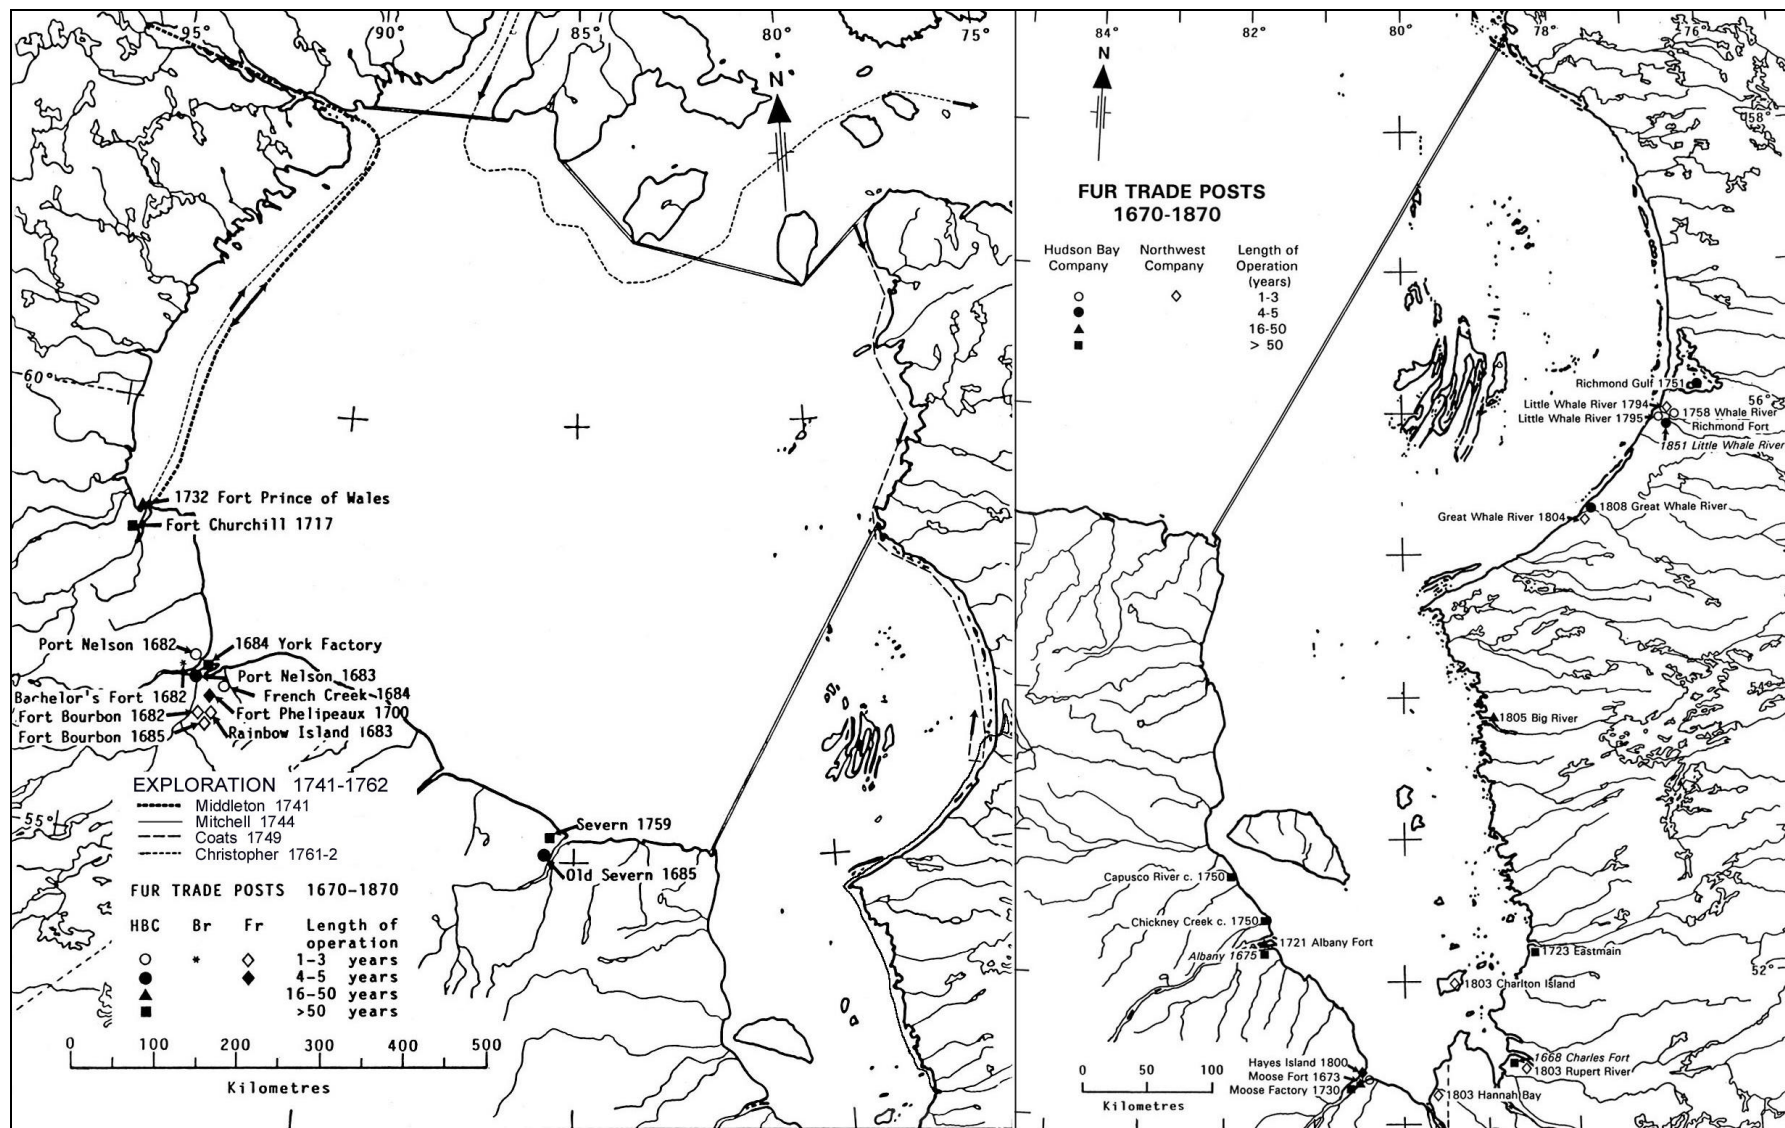 95°
90°
85°
80°
75°
N
60°
1732 Fort Prince of Wales
Fort Churchill 1717
Port Nelson 1682
1684 York Factory
*
Port Nelson 1683
Bachelor's Fort 1682
French Creek 1684
Fort Bourbon 1682
Fort Phelipeaux 1700
Fort Bourbon 1685
Rainbow Island 1683
EXPLORATION 1741-1762
Middleton 1741
Mitchell 1744
Coats 1749
Christopher 1761-2
55°
Severn 1759
Old Severn 1685
FUR TRADE POSTS 1670-1870
HBC Br Fr Length of
operation
* 1-3 years
4-5 years
16-50 years
>50 years
0 100 200 300 400 500
Kilometres
84°
82°
80°
78°
76°
N
58°
FUR TRADE POSTS
1670-1870
Hudson Bay Northwest Length of
Company Company Operation
(years)
1-3
4-5
16-50
> 50
Richmond Gulf 1751
56°
Little Whale River 1794
1758 Whale River
Little Whale River 1795
Richmond Fort
1851 Little Whale River
1808 Great Whale River
Great Whale River 1804
54°
1805 Big River
Capusco River c. 1750
Chickney Creek c. 1750
1721 Albany Fort
Albany 1675
1723 Eastmain
52°
1803 Charlton Island
1668 Charles Fort
Hayes Island 1800
1803 Rupert River
Moose Fort 1673
Moose Factory 1730
1803 Hannah Bay
0 50 100
Kilometres